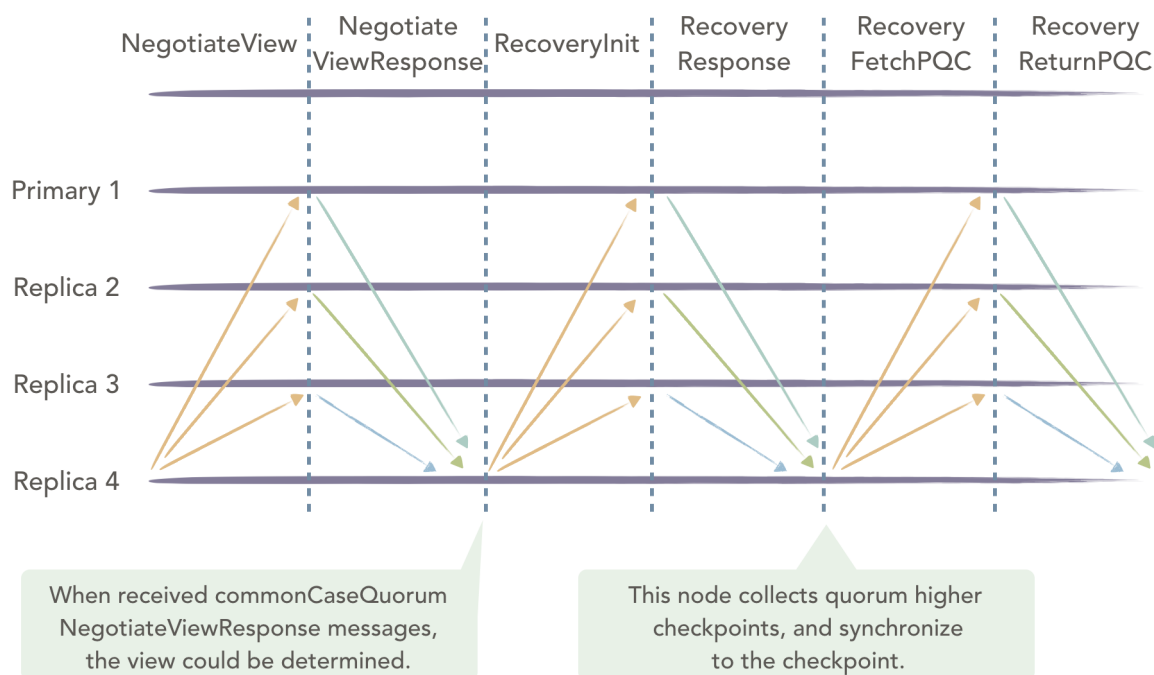 NegotiateView
Negotiate
ViewResponse
RecoveryInit
Recovery
Response
Recovery
FetchPQC
Recovery
ReturnPQC
Primary 1
Replica 2
Replica 3
Replica 4
When received commonCaseQuorum
NegotiateViewResponse messages,
the view could be determined.
This node collects quorum higher
checkpoints, and synchronize
to the checkpoint.